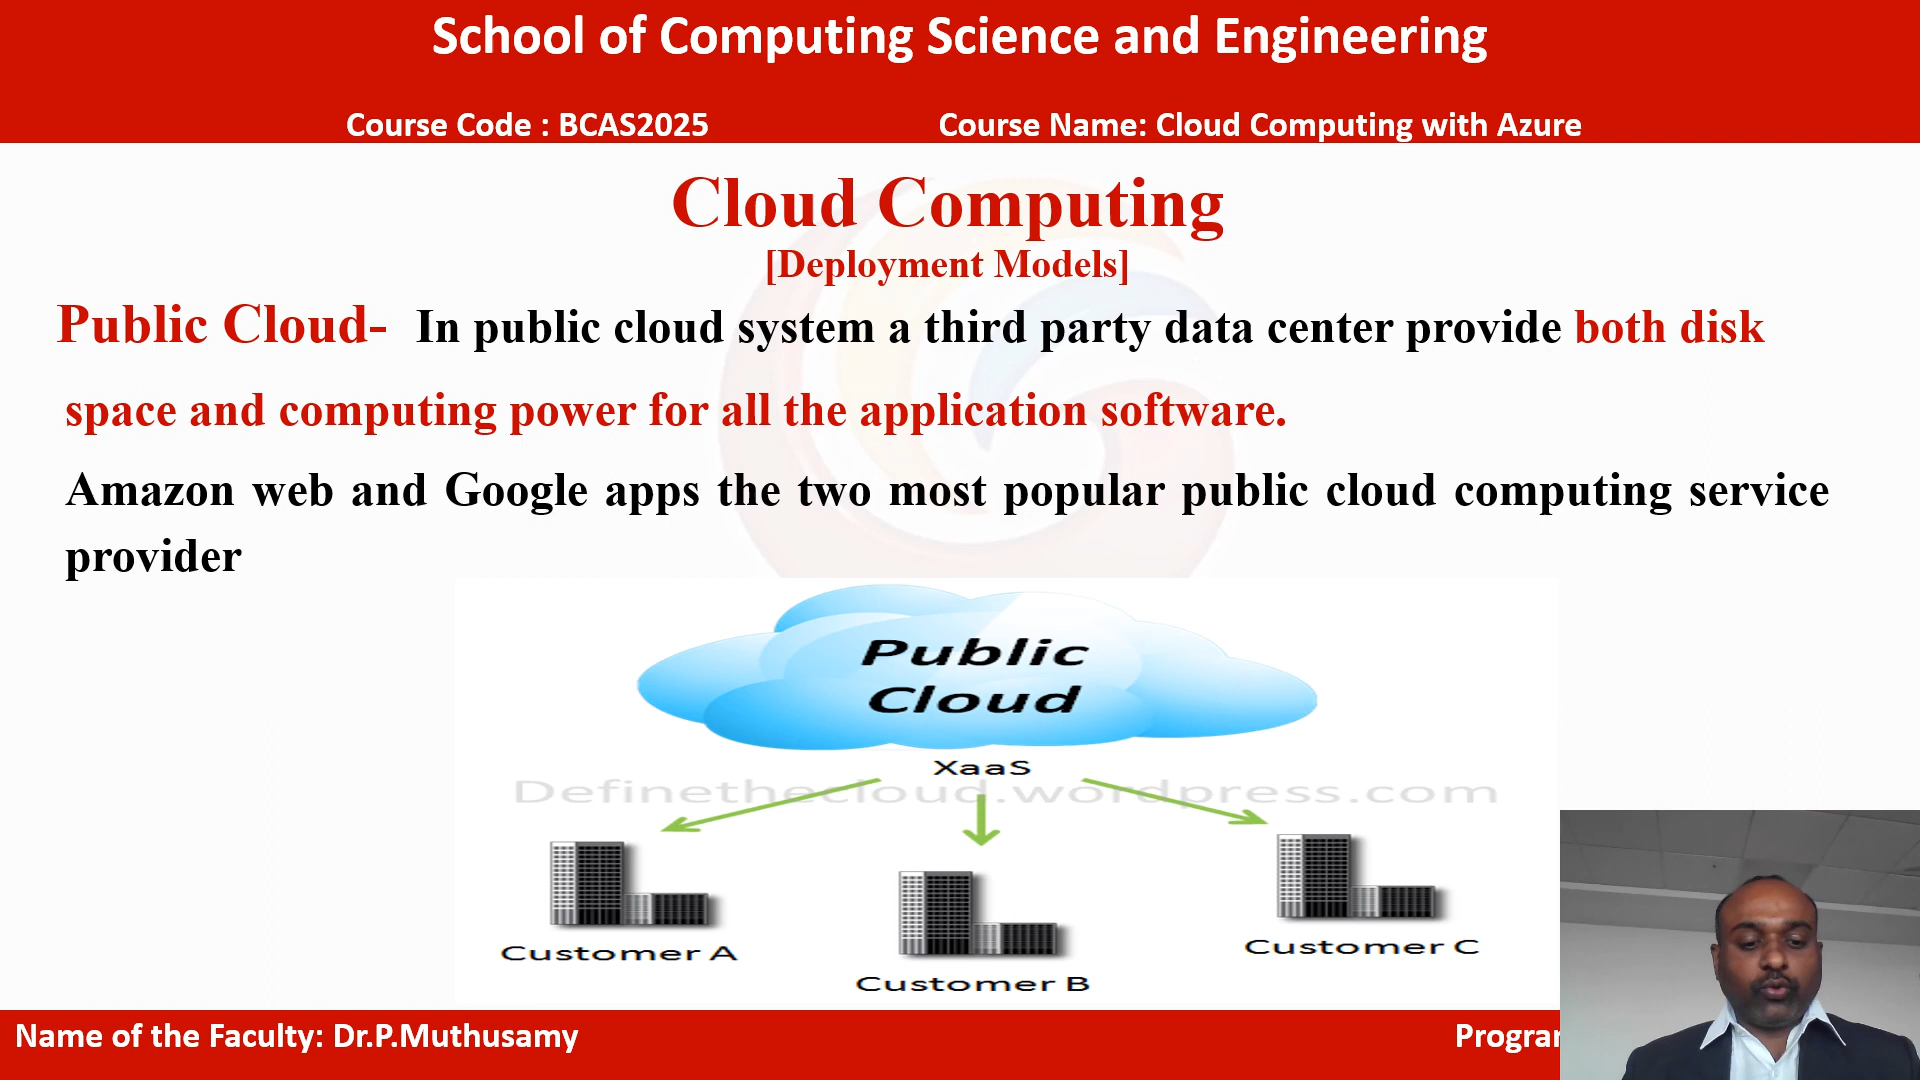 School of Computing Science and Engineering
Course Code : BCAS2025 Course Name: Cloud Computing with Azure
Cloud Computing
[Deployment Models]
Public Cloud- In public cloud system a third party data center provide both disk
space and computing power for all the application software.
Amazon web and Google apps the two most popular public cloud computing service
provider
Public
Cloud
XaaS
Definethecloud.wordpress.com
Customer A
Customer B
Customer C
Name of the Faculty: Dr.P.Muthusamy